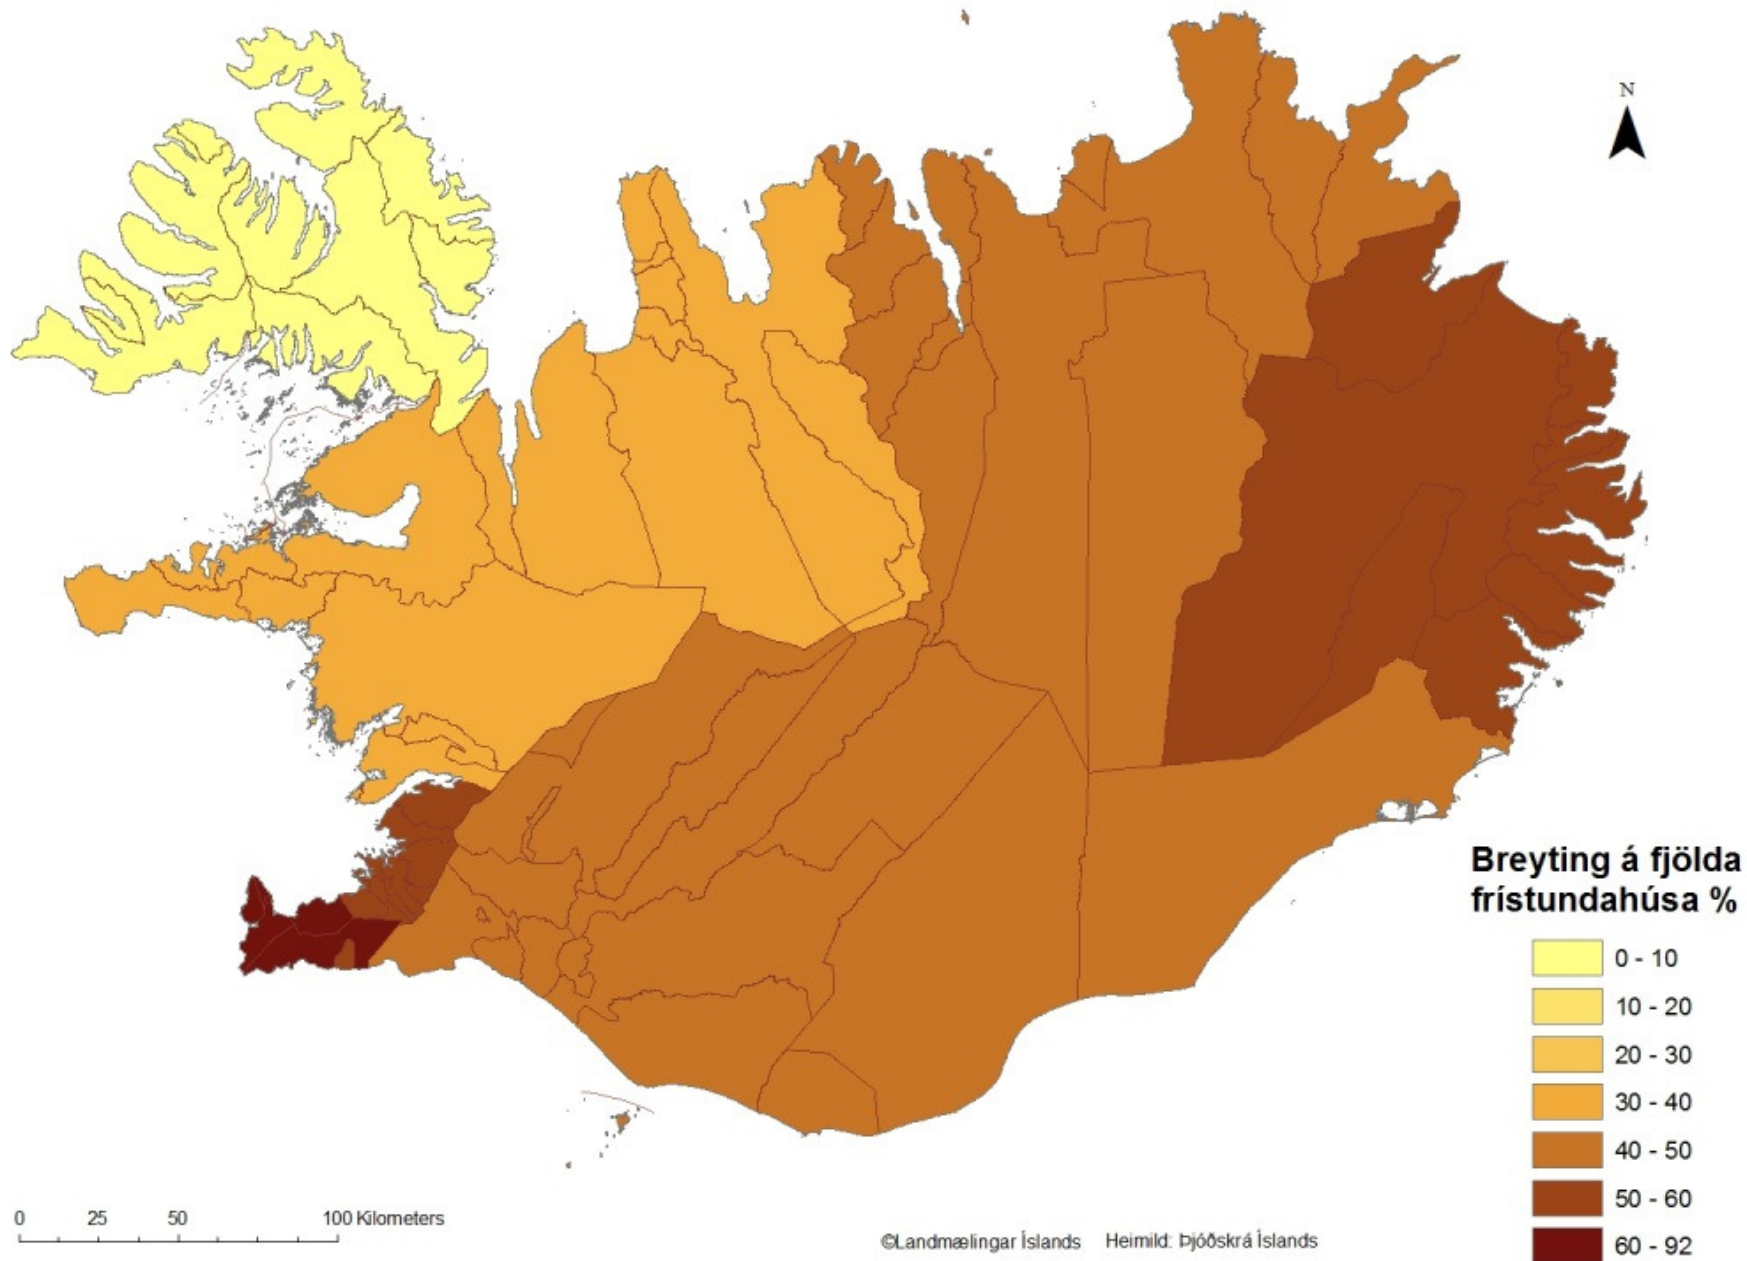 N
Breyting á fjölda
frístundahúsa %
0 - 10
10 - 20
20 - 30
30 - 40
40 - 50
50 - 60
60 - 92
0 25 50 100 Kilometers
©Landmælingar Íslands Heimild: Þjóðskrá Íslands